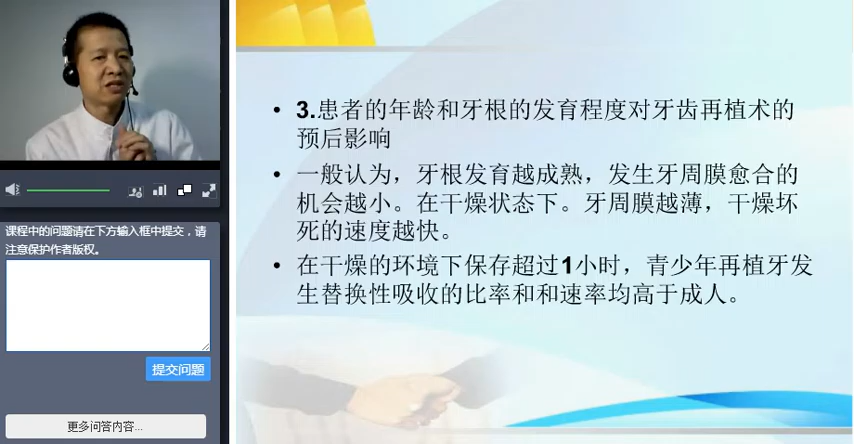 • 3.患者的年龄和牙根的发育程度对牙齿再植术的
预后影响
• 一般认为，牙根发育越成熟，发生牙周膜愈合的
机会越小。在干燥状态下。牙周膜越薄，干燥坏
死的速度越快。
• 在干燥的环境下保存超过1小时，青少年再植牙发
生替换性吸收的比率和和速率均高于成人。
课程中的问题请在下方输入框中提交，请
注意保护作者版权。
提交问题
更多问答内容...